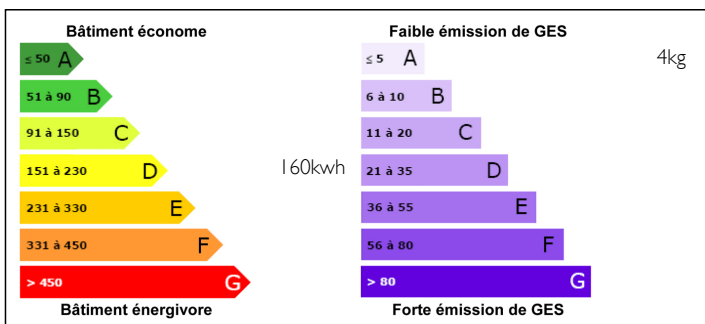 Bâtiment économe
≤ 50 A
51 à 90 B
91 à 150 C
151 à 230 D
160kwh
231 à 330 E
331 à 450 F
> 450 G
Bâtiment énergivore
Faible émission de GES
≤ 5 A
4kg
6 à 10 B
11 à 20 C
21 à 35 D
36 à 55 E
56 à 80 F
> 80 G
Forte émission de GES